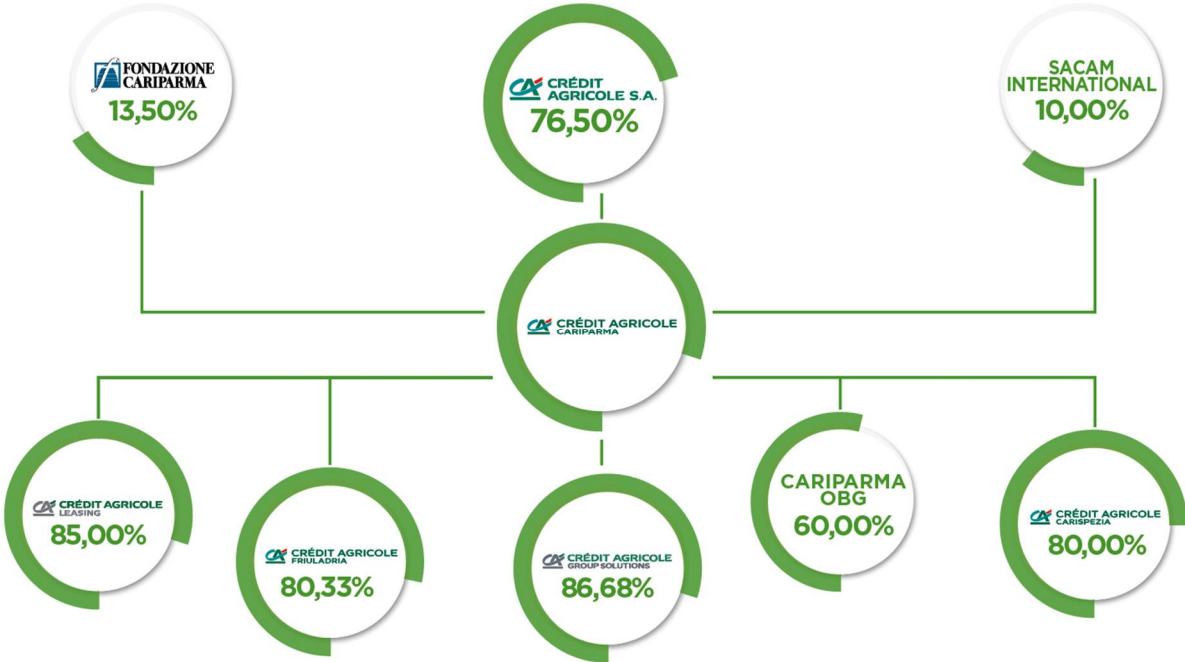 FONDAZIONE
CARIPARMA
13,50%
CRÉDIT
AGRICOLE S.A.
76,50%
SACAM
INTERNATIONAL
10,00%
CRÉDIT AGRICOLE
CARIPARMA
CRÉDIT AGRICOLE
LEASING
85,00%
CRÉDIT AGRICOLE
FRIULADRIA
80,33%
CRÉDIT AGRICOLE
GROUP SOLUTIONS
86,68%
CARIPARMA
OBG
60,00%
CRÉDIT AGRICOLE
CARISPEZIA
80,00%